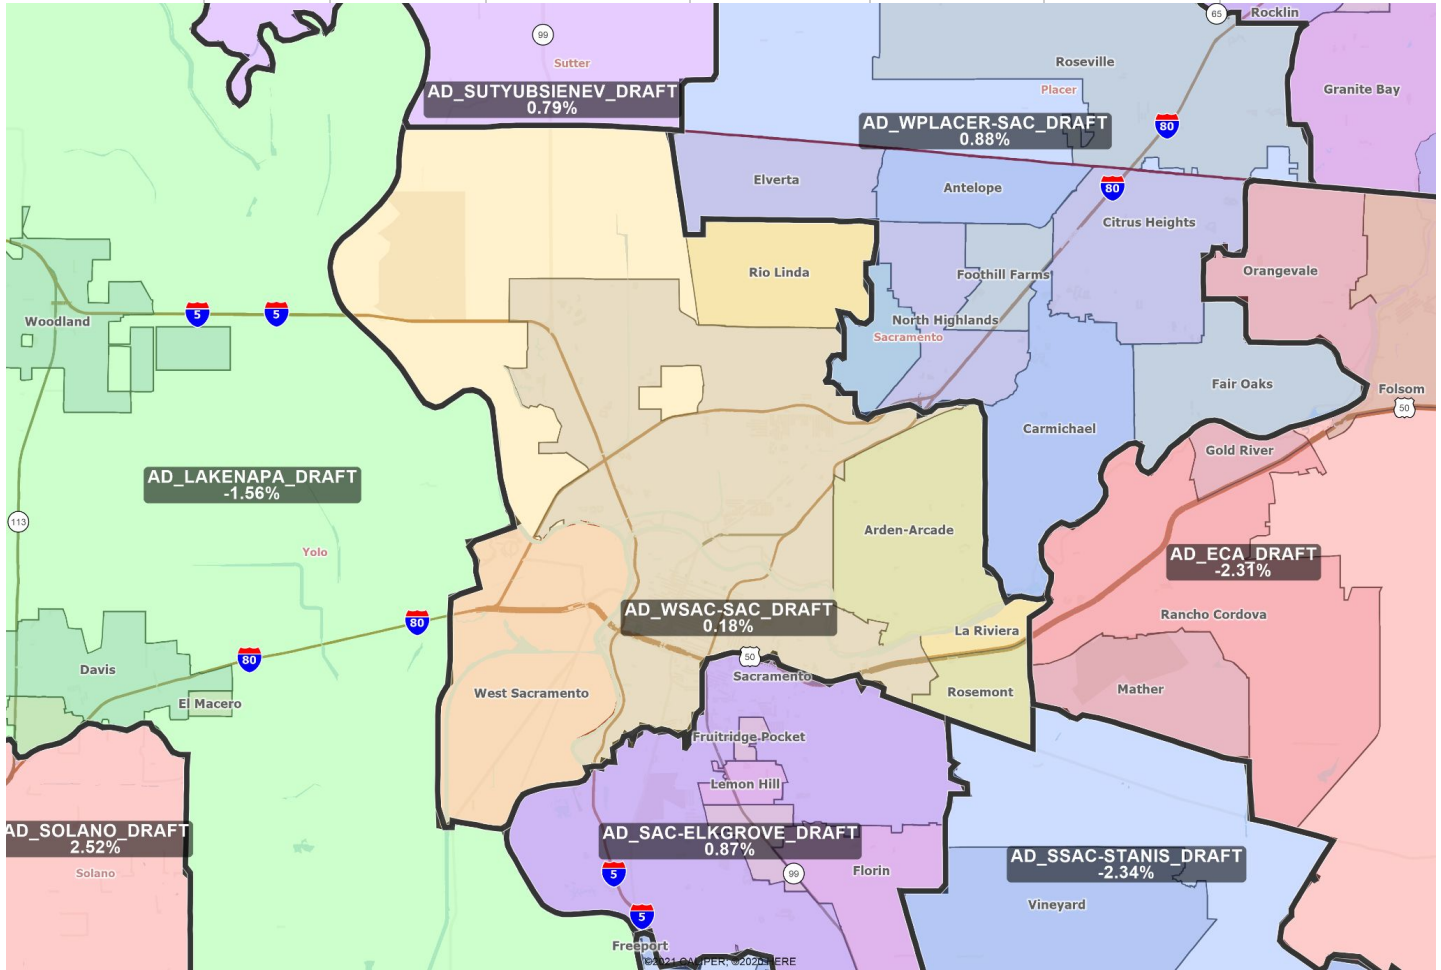 65
Rocklin
99
Sutter
Roseville
Granite Bay
Placer
AD_SUTYUBSIENEV_DRAFT
0.79%
AD_WPLACER-SAC_DRAFT
0.88%
80
Elverta
Antelope
80
Citrus Heights
Rio Linda
Foothill Farms
Orangevale
Woodland
5
5
North Highlands
Sacramento
Fair Oaks
Folsom
50
Carmichael
Gold River
AD_LAKENAPA_DRAFT
-1.56%
113
Arden-Arcade
Yolo
AD_ECA_DRAFT
-2.31%
AD_WSAC-SAC_DRAFT
0.18%
Rancho Cordova
80
La Riviera
80
50
Davis
Sacramento
Mather
West Sacramento
Rosemont
El Macero
Fruitridge Pocket
Lemon Hill
AD_SOLANO_DRAFT
2.52%
AD_SAC-ELKGROVE_DRAFT
0.87%
AD_SSAC-STANIS_DRAFT
-2.34%
Solano
5
99
Florin
Vineyard
5
Freeport
©2021 CALIPER; ©2020 HERE